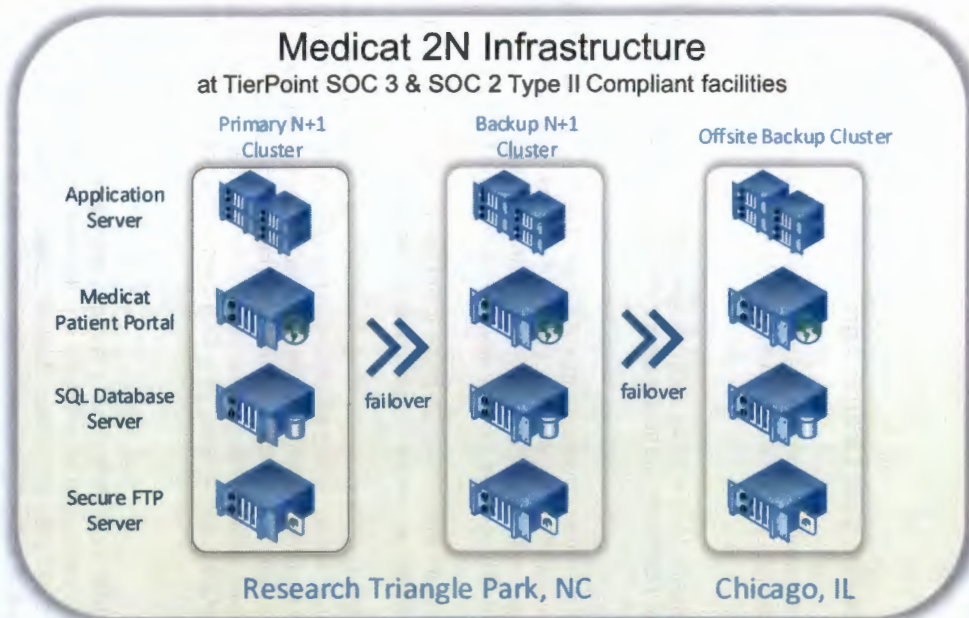 Medicat 2N Infrastructure
at TierPoint SOC 3 & SOC 2 Type II Compliant facilities
Primary N+1
Cluster
Backup N+1
Cluster
Offsite Backup Cluster
Application
Server
Medicat
Patient Portal
failover
failover
SQL Database
Server
Secure FTP
Server
Research Triangle Park, NC
Chicago, IL